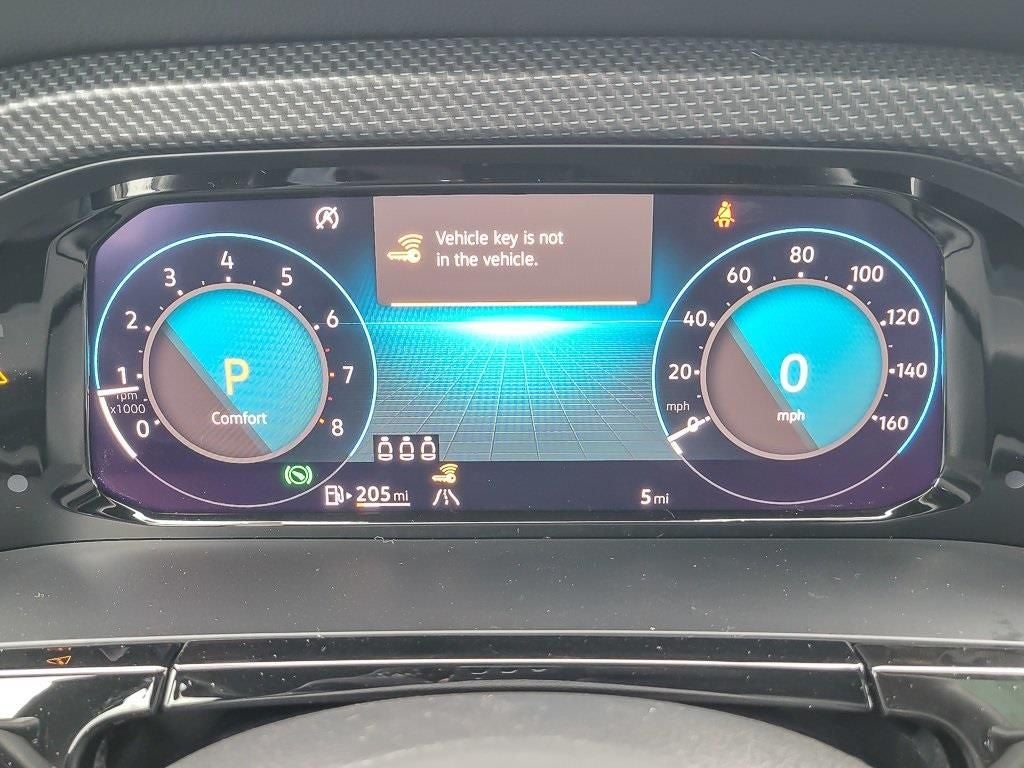 Vehicle key is not
in the vehicle.
0
1
2
3
4
5
6
7
8
rpm
x1000
P
Comfort
0
20
40
60
80
100
120
140
160
mph
0
mph
205 mi
5 mi